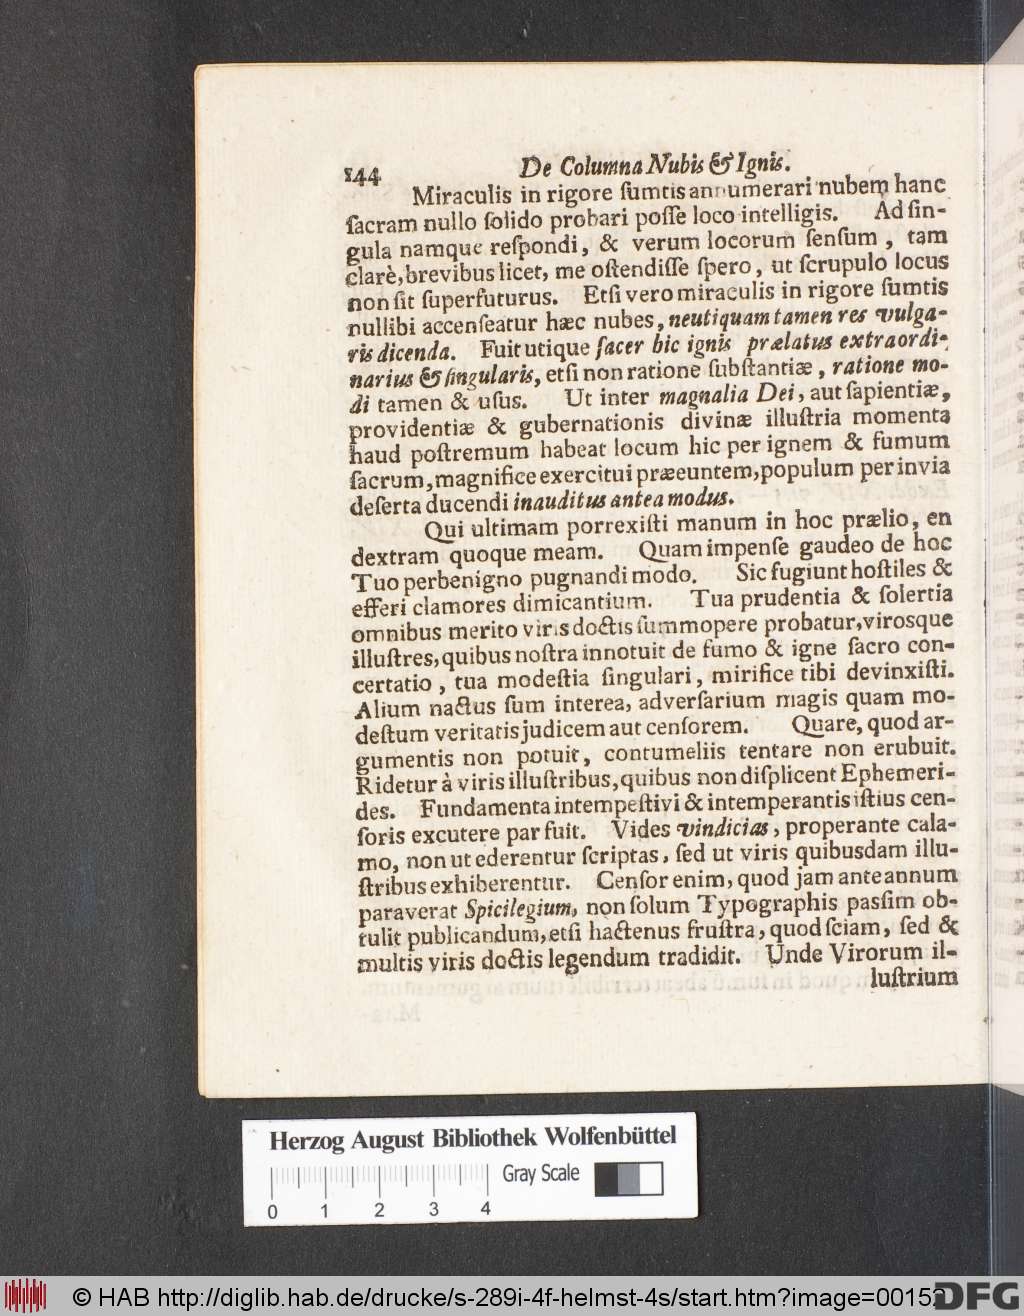 144 De Columna Nubis & Ignis.
Miraculis in rigore ſumtis annumerari nubem hanc
ſacram nullo ſolido probari poſſe loco intelligis. Ad ſin-
gula namque reſpondi, & verum locorum ſenſum, tam
clarè, brevibus licet, me oſtendiſſe ſpero, ut ſcrupulo locus
non ſit ſuperfuturus. Etſi vero miraculis in rigore ſumtis
nullibi accenſeatur hæc nubes, neutiquam tamen res vulga-
ris dicenda. Fuit utique ſacer hic ignis prælatus extraordi-
narius & ſingularis, etſi non ratione ſubſtantiæ, ratione mo-
di tamen & uſus. Ut inter magnalia Dei, aut ſapientiæ,
providentiæ & gubernationis divinæ illuſtria momenta
haud poſtremum habeat locum hic per ignem & fumum
ſacrum, magnifice exercitui præeuntem, populum per invia
deſerta ducendi inauditus antea modus.
Qui ultimam porrexiſti manum in hoc prælio, en
dextram quoque meam. Quam impenſe gaudeo de hoc
Tuo perbenigno pugnandi modo. Sic fugiunt hoſtiles &
efferi clamores dimicantium. Tua prudentia & ſolertia
omnibus merito viris doctis ſummopere probatur, virosque
illuſtres, quibus noſtra innotuit de fumo & igne ſacro con-
certatio, tua modeſtia ſingulari, mirifice tibi devinxiſti.
Alium nactus ſum interea, adverſarium magis quam mo-
deſtum veritatis judicem aut cenſorem. Quare, quod ar-
gumentis non potuit, contumeliis tentare non erubuit.
Ridetur à viris illuſtribus, quibus non diſplicent Ephemeri-
des. Fundamenta intempeſtivi & intemperantis iſtius cen-
ſoris excutere par fuit. Vides vindicias, properante cala-
mo, non ut ederentur ſcriptas, ſed ut viris quibusdam illu-
ſtribus exhiberentur. Cenſor enim, quod jam ante annum
paraverat Spicilegium, non ſolum Typographis paſſim ob-
tulit publicandum, etſi hactenus fruſtra, quod ſciam, ſed &
multis viris doctis legendum tradidit. Unde Virorum il-
luſtrium
Herzog August Bibliothek Wolfenbüttel
Gray Scale
0 1 2 3 4
© HAB http://diglib.hab.de/drucke/s-289i-4f-helmst-4s/start.htm?image=00152
DFG